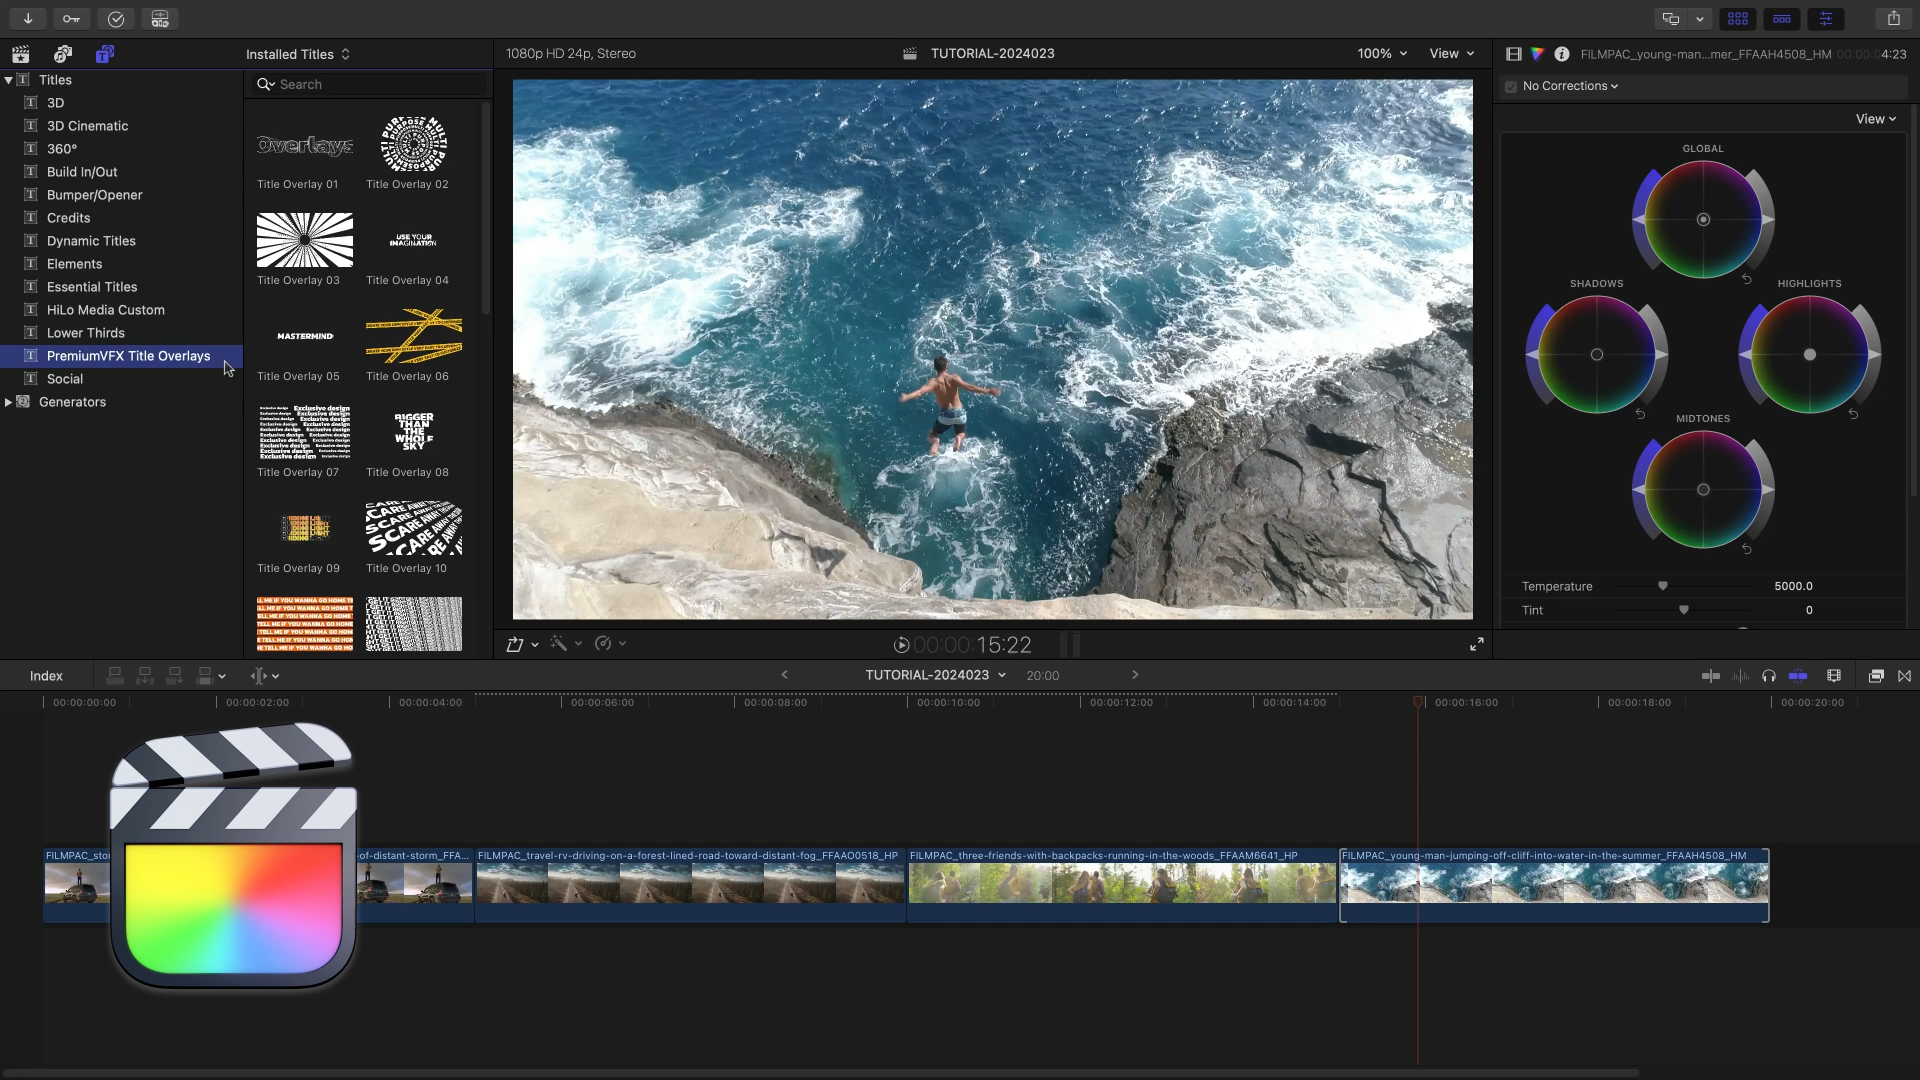 Installed Titles
1080p HD 24p, Stereo
TUTORIAL-2024023
100%
View
FILMPAC_young-man...mer_FFAAH4508_HM
00:00:04:23
Titles
3D
3D Cinematic
360°
Build In/Out
Bumper/Opener
Credits
Dynamic Titles
Elements
Essential Titles
HiLo Media Custom
Lower Thirds
PremiumVFX Title Overlays
Social
Generators
Search
Overlays
Title Overlay 01
Title Overlay 02
Title Overlay 03
USE YOUR
IMAGINATION
Title Overlay 04
MASTERMIND
Title Overlay 05
Title Overlay 06
Exclusive design
Title Overlay 07
BIGGER
THAN
THE
WHOLE
SKY
Title Overlay 08
Title Overlay 09
SCARE AWAY
Title Overlay 10
TELL ME IF YOU WANNA GO HOME
No Corrections
View
GLOBAL
SHADOWS
HIGHLIGHTS
MIDTONES
Temperature
5000.0
Tint
0
00:00:15:22
Index
TUTORIAL-2024023
20:00
00:00:00:00
00:00:02:00
00:00:04:00
00:00:06:00
00:00:08:00
00:00:10:00
00:00:12:00
00:00:14:00
00:00:16:00
00:00:18:00
00:00:20:00
FILMPAC_stor
of-distant-storm_FFA...
FILMPAC_travel-rv-driving-on-a-forest-lined-road-toward-distant-fog_FFAAO0518_HP
FILMPAC_three-friends-with-backpacks-running-in-the-woods_FFAAM6641_HP
FILMPAC_young-man-jumping-off-cliff-into-water-in-the-summer_FFAAH4508_HM